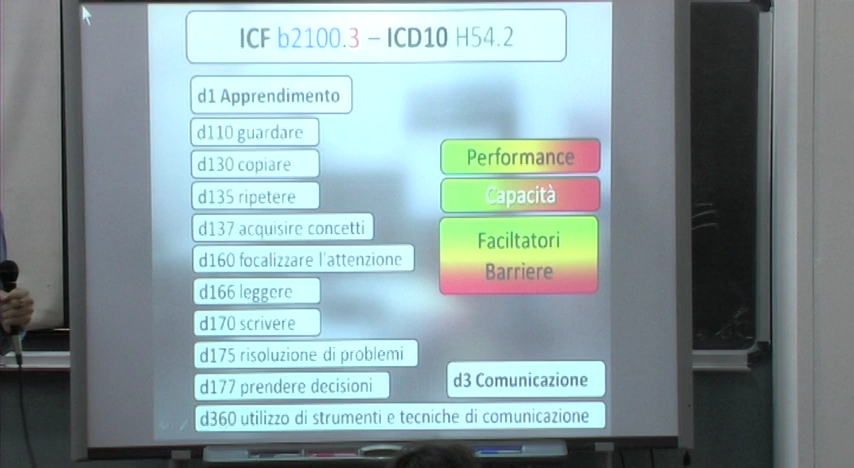 ICF b2100.3 – ICD10 H54.2
d1 Apprendimento
d110 guardare
d130 copiare
d135 ripetere
d137 acquisire concetti
d160 focalizzare l'attenzione
d166 leggere
d170 scrivere
d175 risoluzione di problemi
d177 prendere decisioni
d360 utilizzo di strumenti e tecniche di comunicazione
Performance
Capacità
Faciltatori
Barriere
d3 Comunicazione